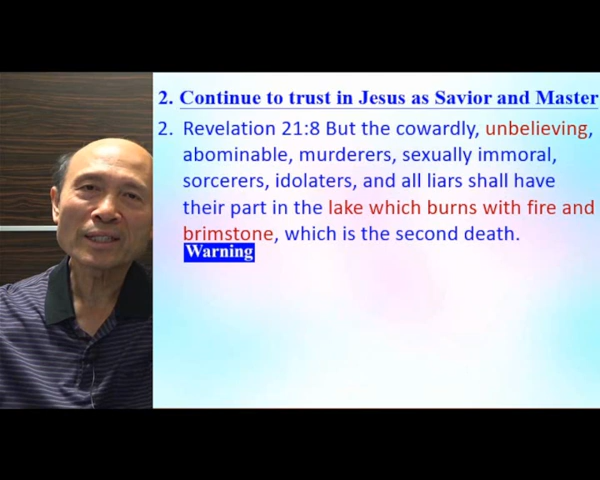 2. Continue to trust in Jesus as Savior and Master
2. Revelation 21:8 But the cowardly, unbelieving,
abominable, murderers, sexually immoral,
sorcerers, idolaters, and all liars shall have
their part in the lake which burns with fire and
brimstone, which is the second death.
Warning